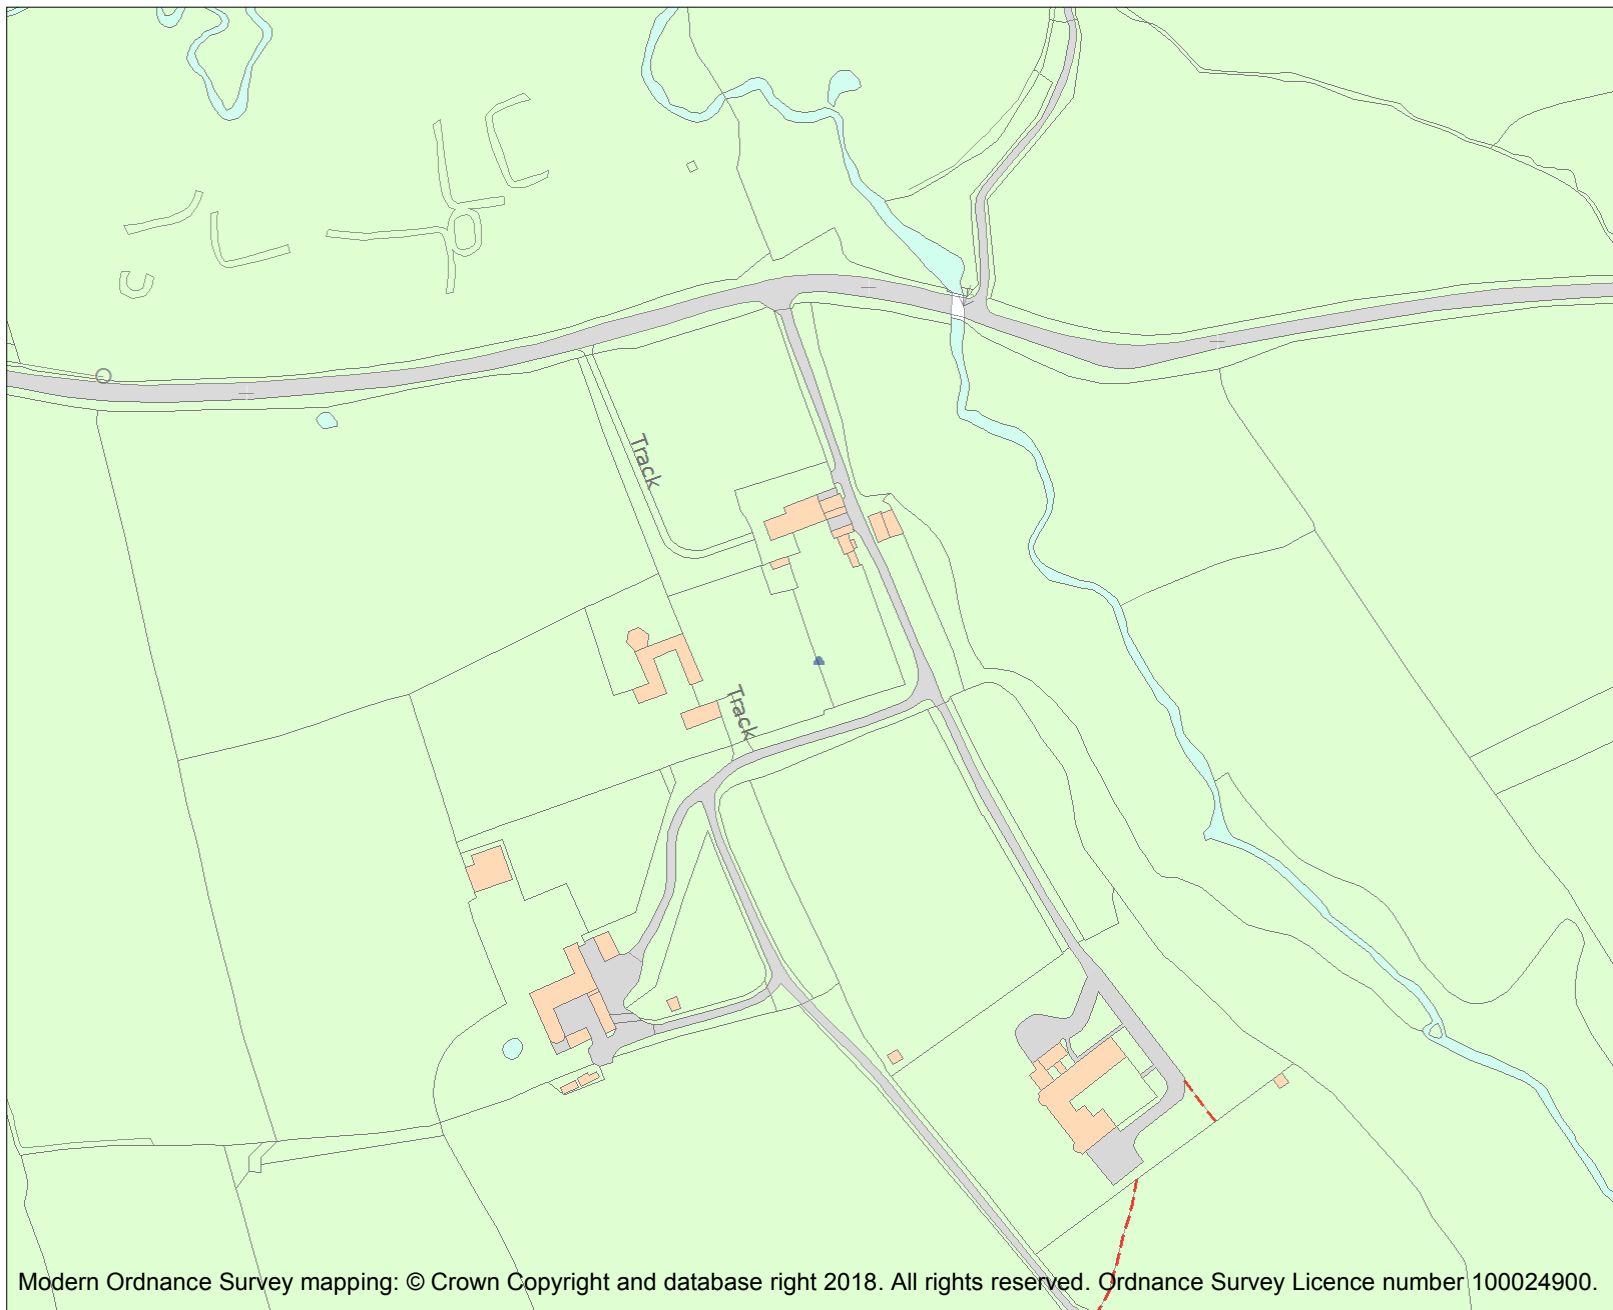 Track
Track
Modern Ordnance Survey mapping: © Crown Copyright and database right 2018. All rights reserved. Ordnance Survey Licence number 100024900.